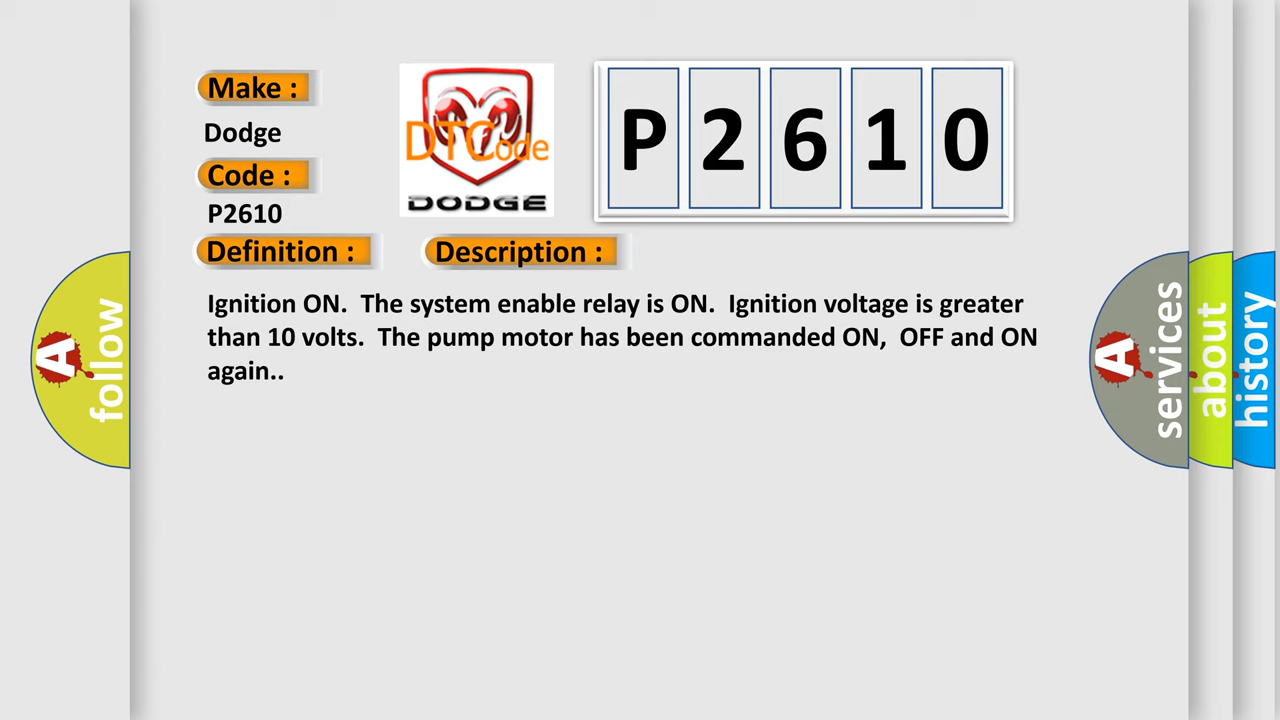 Make :
Dodge
Code :
P2610
Definition :
Description :
DTCode
DODGE
P 2 6 1 0
Ignition ON. The system enable relay is ON. Ignition voltage is greater
than 10 volts. The pump motor has been commanded ON, OFF and ON
again..
A
follow
A
services
about
history